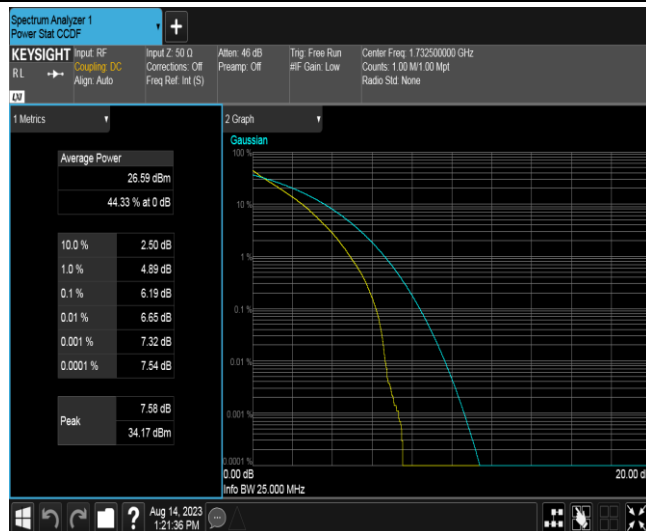 Spectrum Analyzer 1
Power Stat CCDF
KEYSIGHT
RL
Input: RF
Coupling: DC
Align: Auto
Input Z: 50 Ω
Corrections: Off
Freq Ref: Int (S)
Atten: 46 dB
Preamp: Off
Trig: Free Run
#IF Gain: Low
Center Freq: 1.732500000 GHz
Counts: 1.00 M/1.00 Mpt
Radio Std: None
1 Metrics
Average Power
26.59 dBm
44.33 % at 0 dB
10.0 % 2.50 dB
1.0 % 4.89 dB
0.1 % 6.19 dB
0.01 % 6.65 dB
0.001 % 7.32 dB
0.0001 % 7.54 dB
Peak
7.58 dB
34.17 dBm
2 Graph
Gaussian
100 %
10 %
1 %
0.1 %
0.01 %
0.001 %
0.0001 %
0.00 dB
20.00 d
Info BW 25.000 MHz
?
Aug 14, 2023
1:21:36 PM